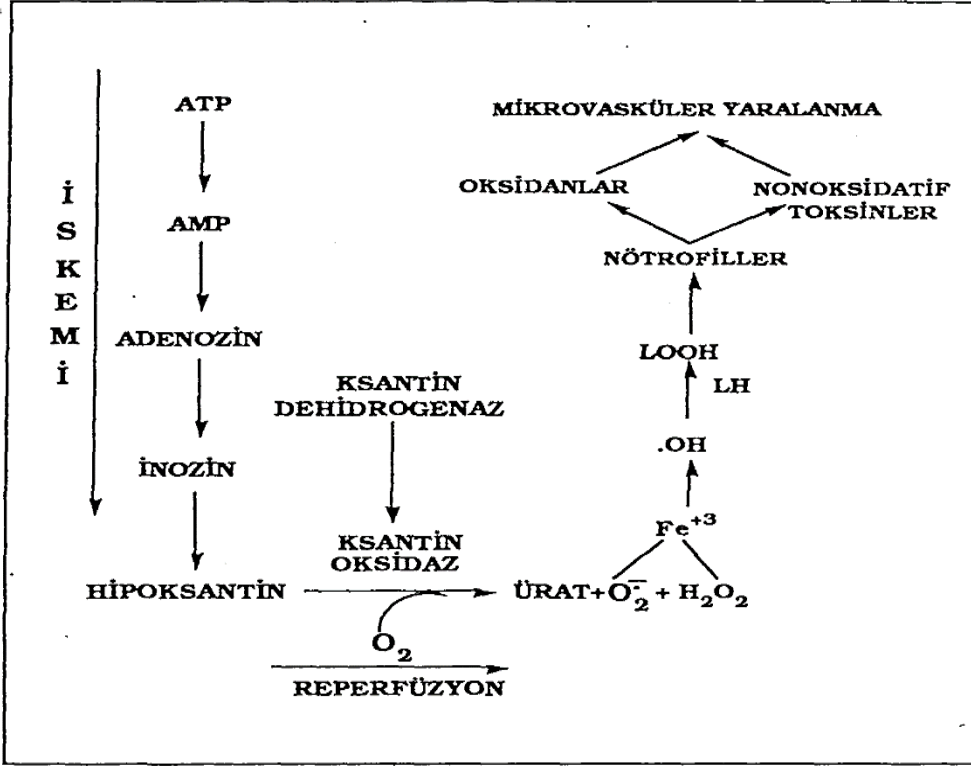 İSKEMİ
ATP
AMP
ADENOZİN
İNOZİN
HİPOKSANTİN
KSANTİN
DEHİDROGENAZ
KSANTİN
OKSİDAZ
O₂
REPERFÜZYON
ÜRAT+O₂⁻· + H₂O₂
Fe⁺³
.OH
LH
LOOH
NÖTROFİLLER
OKSİDANLAR
NONOKSİDATİF
TOKSİNLER
MİKROVASKÜLER YARALANMA